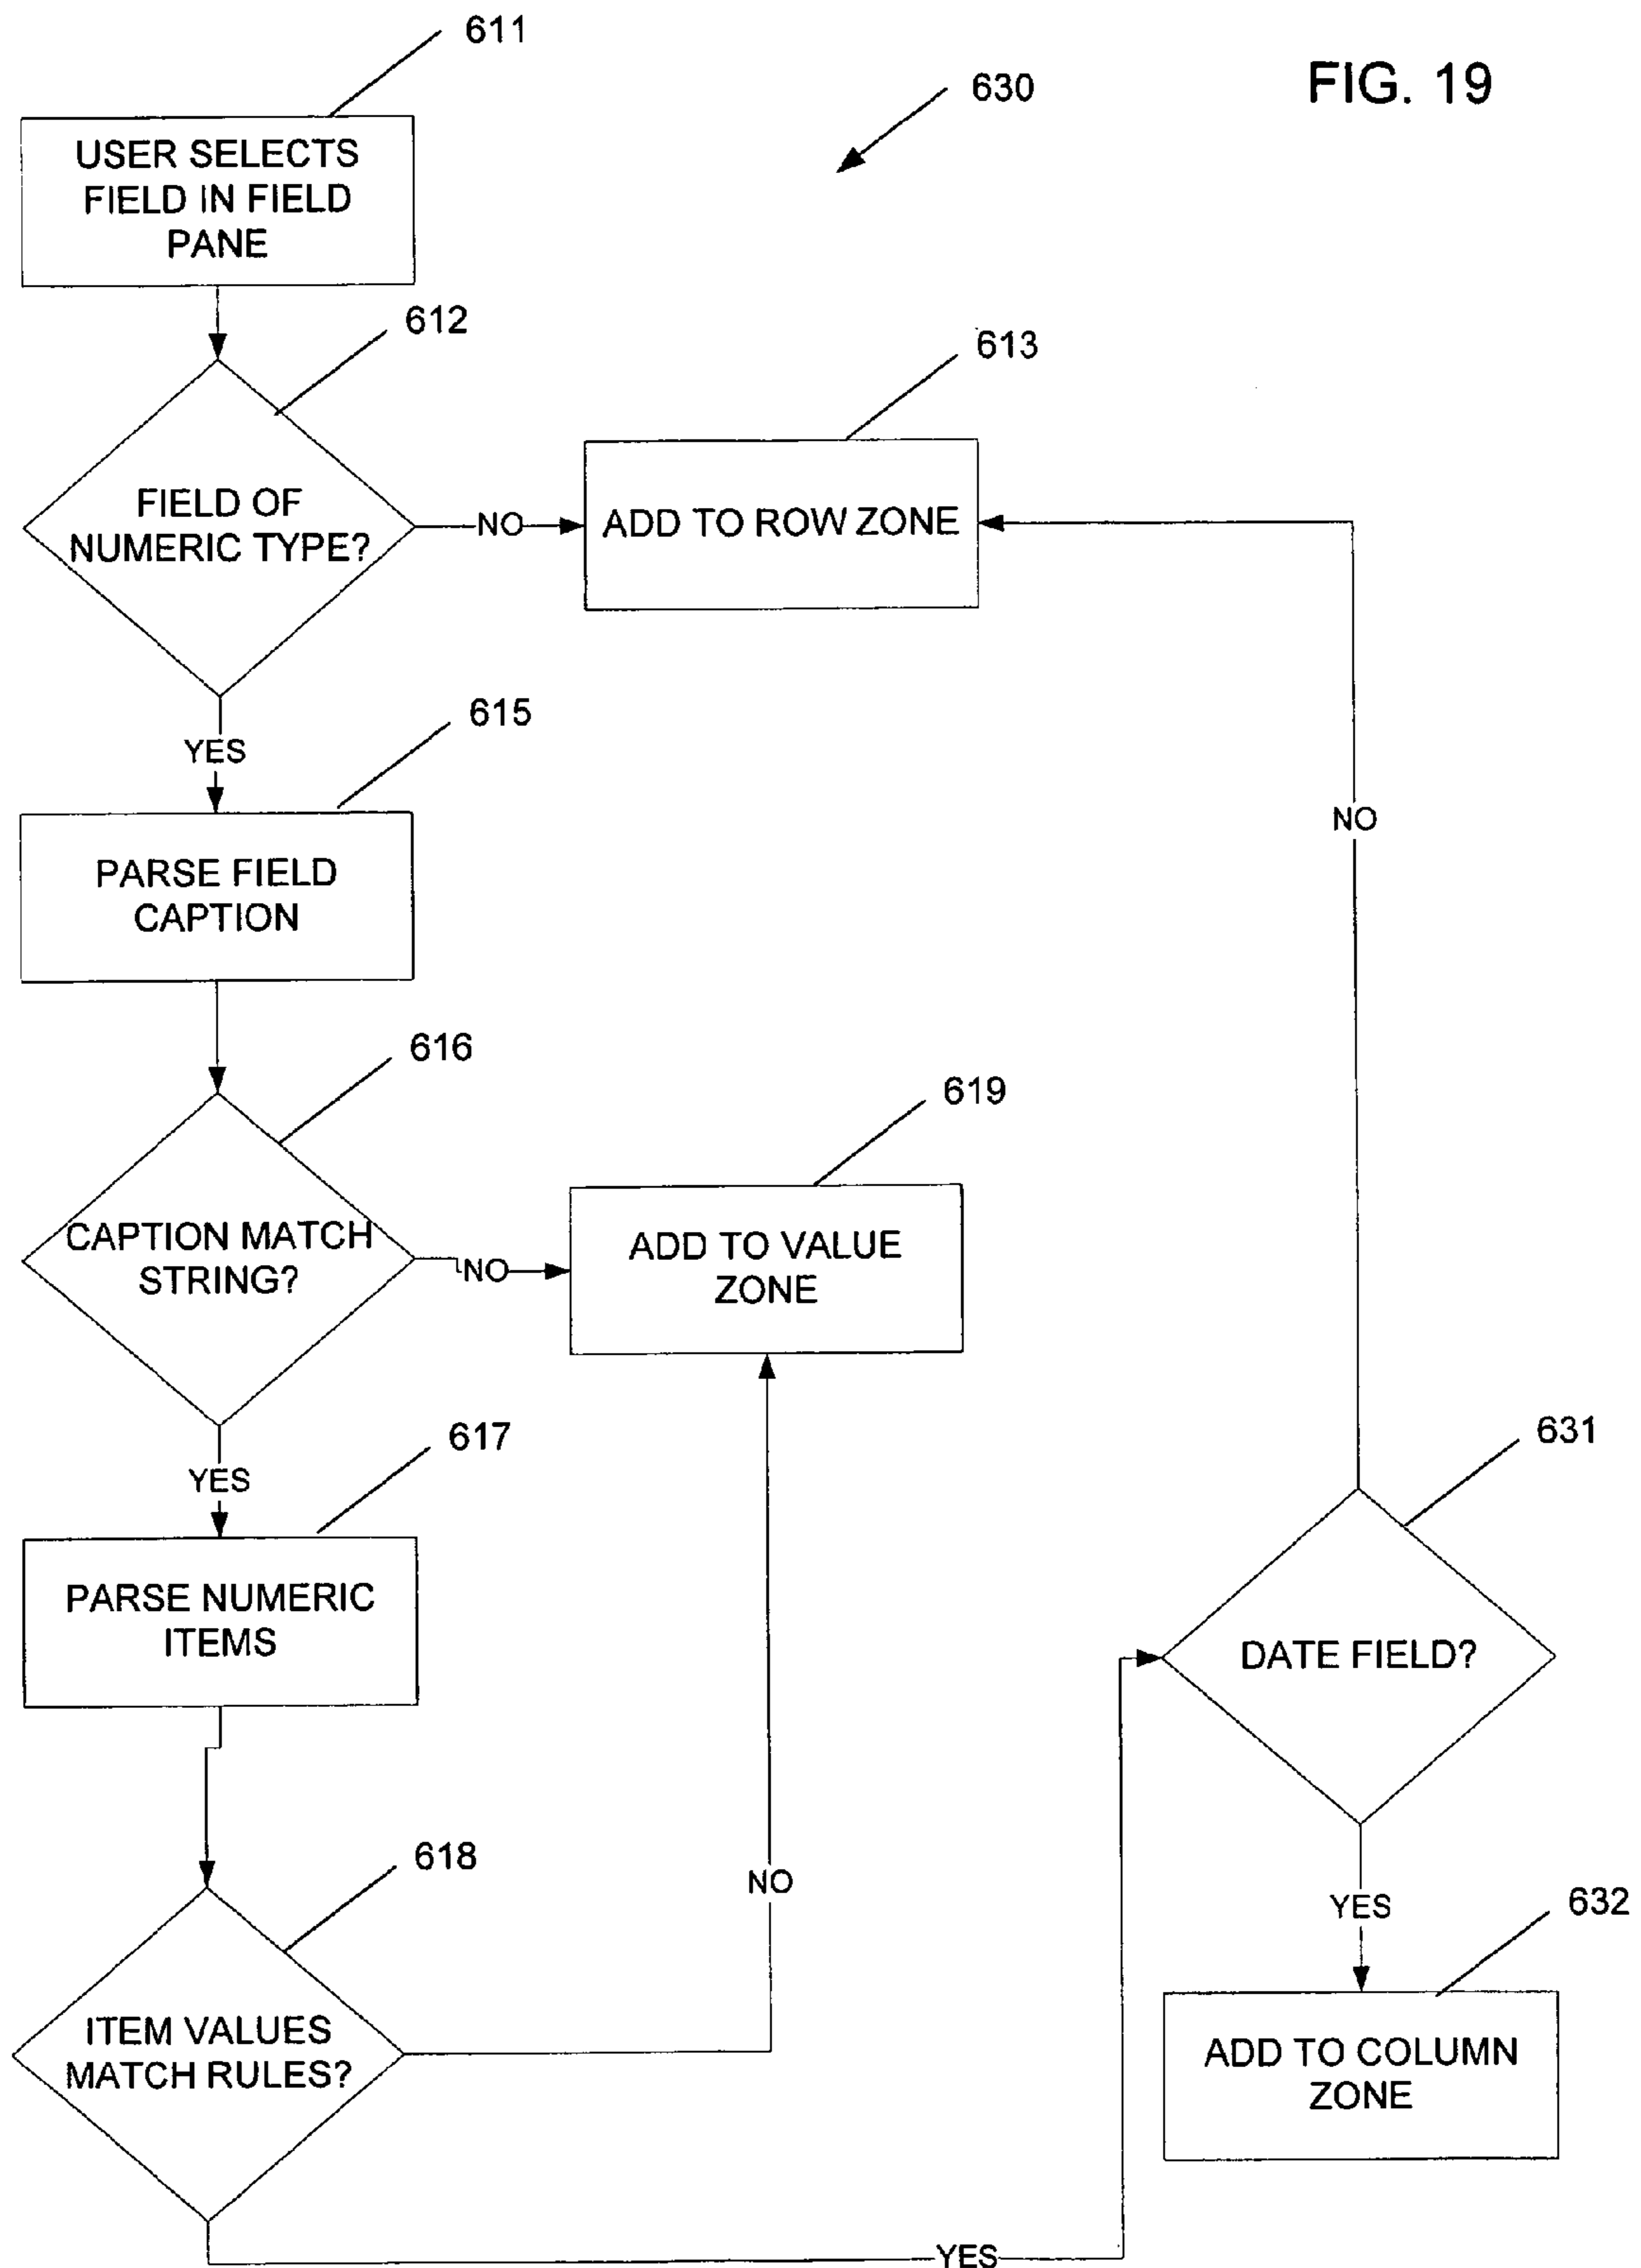 611
630
FIG. 19
USER SELECTS
FIELD IN FIELD
PANE
612
613
FIELD OF
NUMERIC TYPE?
NO
ADD TO ROW ZONE
YES
615
NO
PARSE FIELD
CAPTION
616
619
CAPTION MATCH
STRING?
NO
ADD TO VALUE
ZONE
YES
617
631
PARSE NUMERIC
ITEMS
DATE FIELD?
618
NO
YES
632
ITEM VALUES
MATCH RULES?
ADD TO COLUMN
ZONE
YES